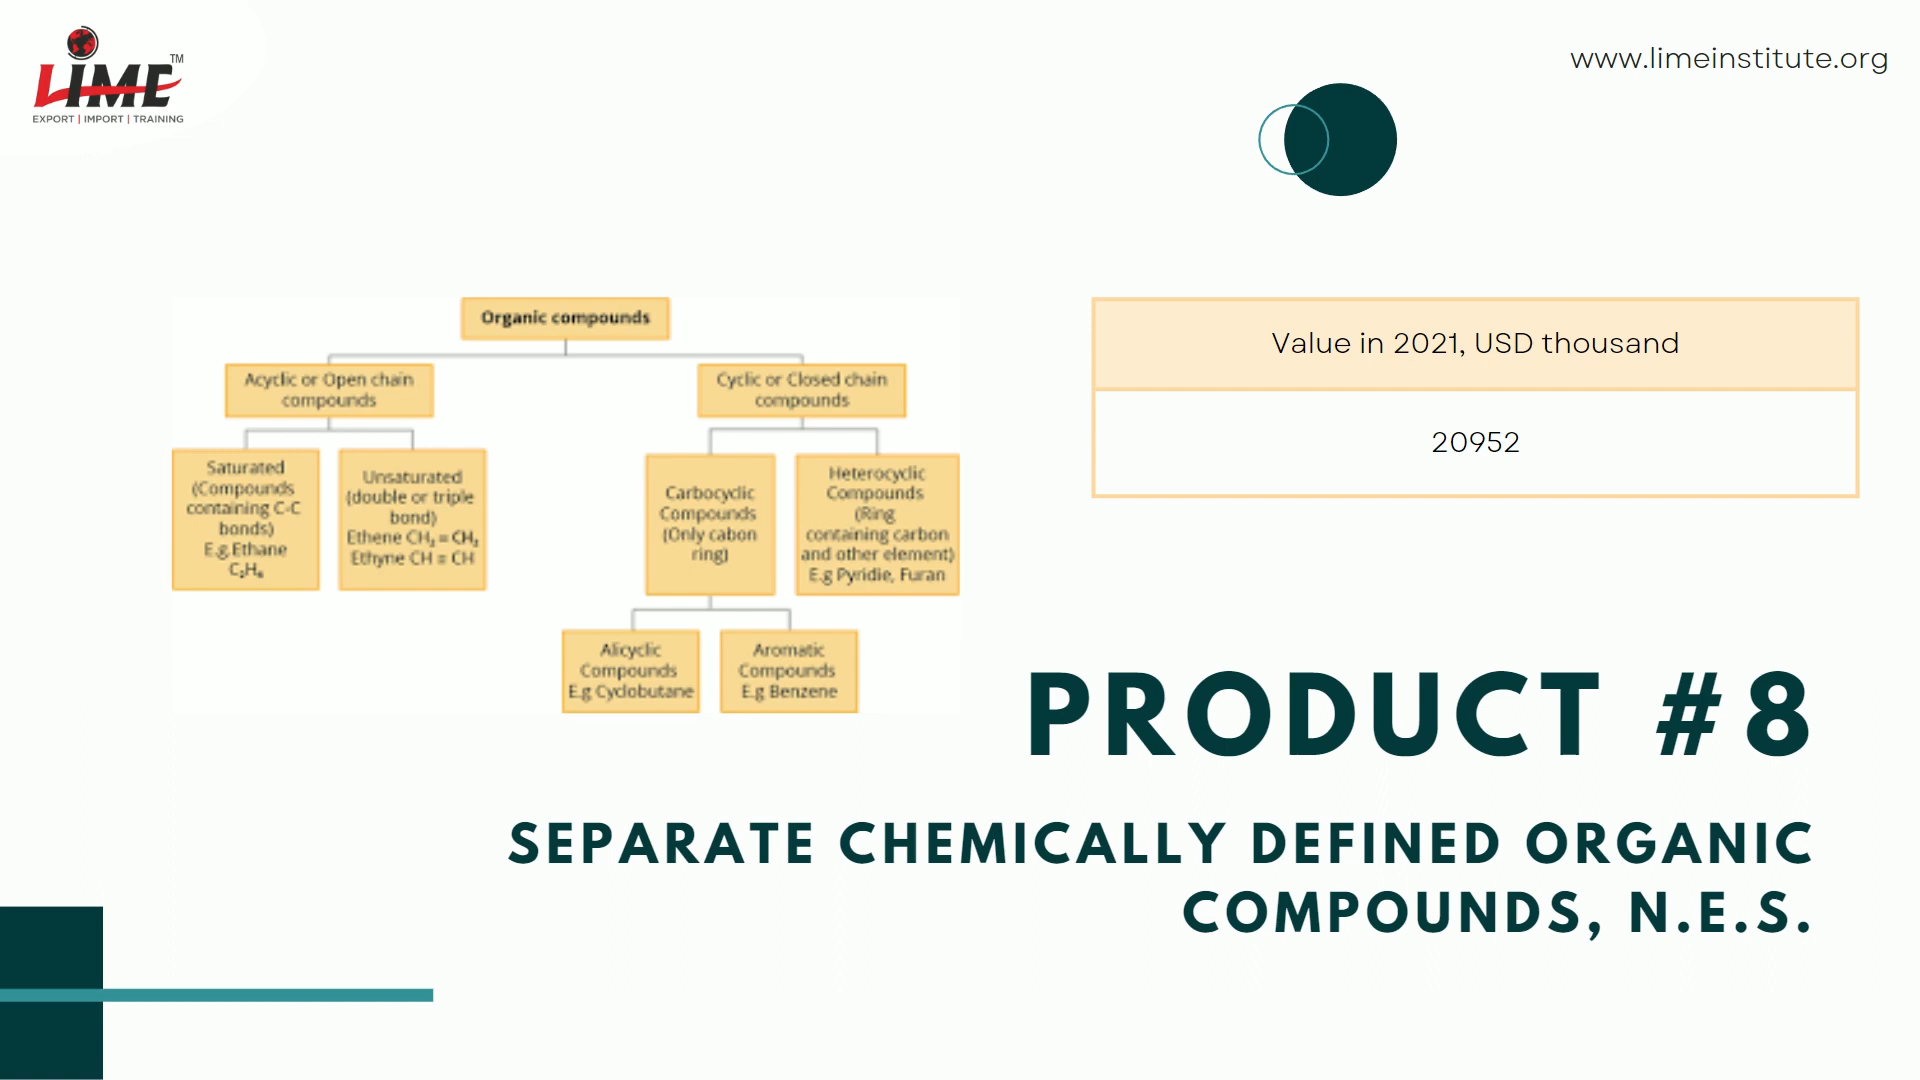 LIME TM
EXPORT | IMPORT | TRAINING
www.limeinstitute.org
Organic compounds
Acyclic or Open chain
compounds
Cyclic or Closed chain
compounds
Saturated
(Compounds
containing C-C
bonds)
E.g.Ethane
C₂H₆
Unsaturated
(double or triple
bond)
Ethene CH₂ = CH₂
Ethyne CH ≡ CH
Carbocyclic
Compounds
(Only cabon
ring)
Heterocyclic
Compounds
(Ring
containing carbon
and other element)
E.g Pyridie, Furan
Alicyclic
Compounds
E.g Cyclobutane
Aromatic
Compounds
E.g Benzene
Value in 2021, USD thousand
20952
PRODUCT #8
SEPARATE CHEMICALLY DEFINED ORGANIC
COMPOUNDS, N.E.S.